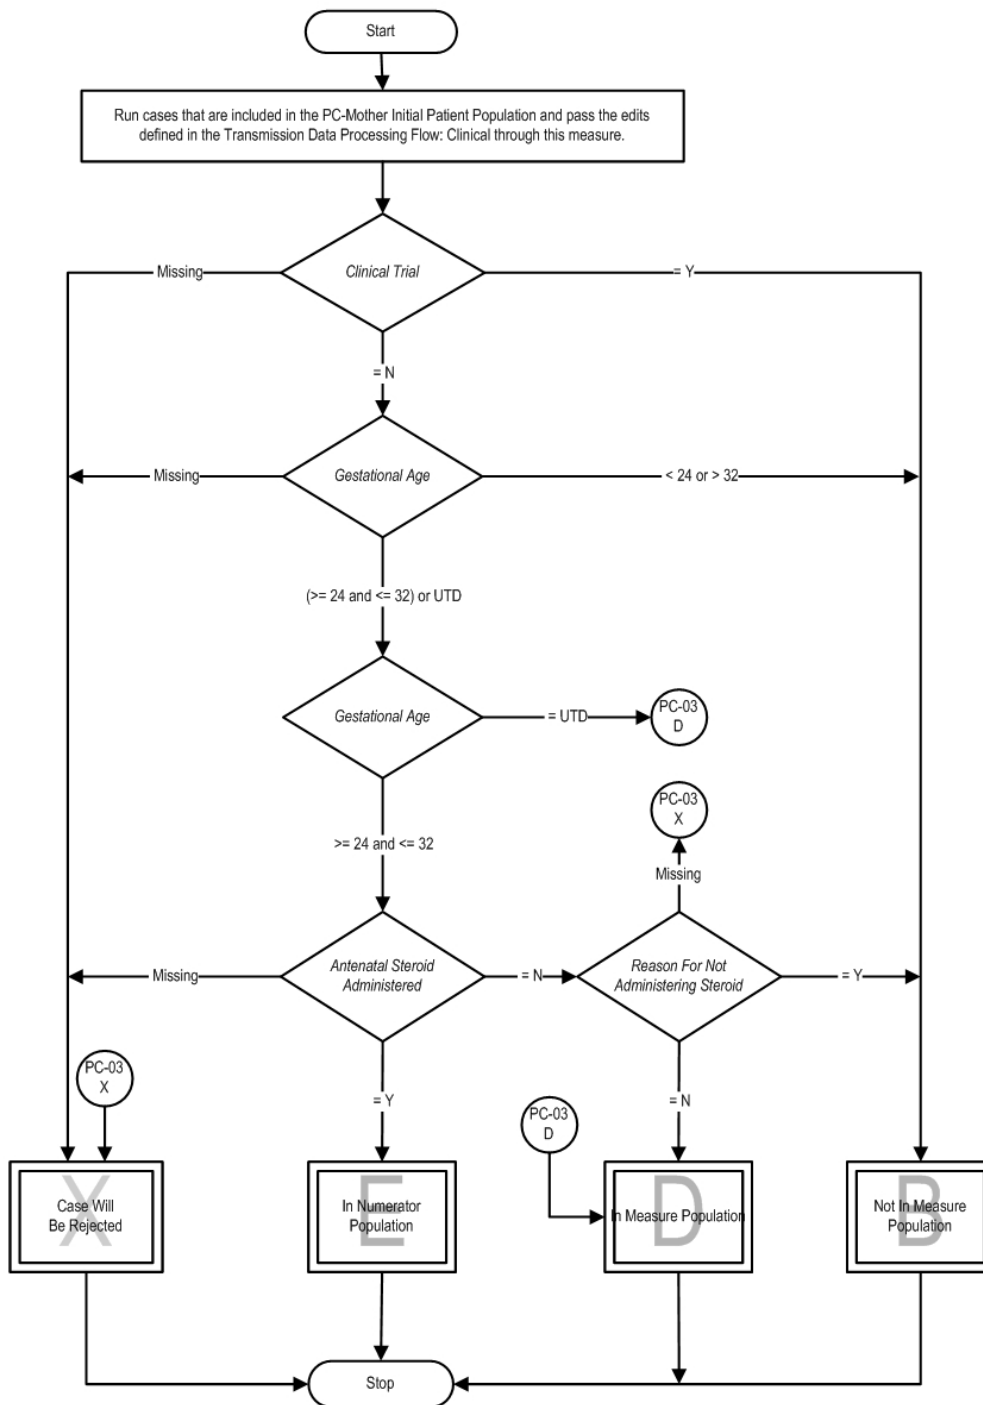 Start
Run cases that are included in the PC-Mother Initial Patient Population and pass the edits
defined in the Transmission Data Processing Flow: Clinical through this measure.
Missing
Clinical Trial
= Y
= N
Missing
Gestational Age
< 24 or > 32
(>= 24 and <= 32) or UTD
Gestational Age
= UTD
PC-03
D
PC-03
X
>= 24 and <= 32
Missing
Missing
Antenatal Steroid
Administered
= N
Reason For Not
Administering Steroid
= Y
PC-03
X
= Y
= N
PC-03
D
X
Case Will
Be Rejected
E
In Numerator
Population
D
In Measure Population
B
Not In Measure
Population
Stop